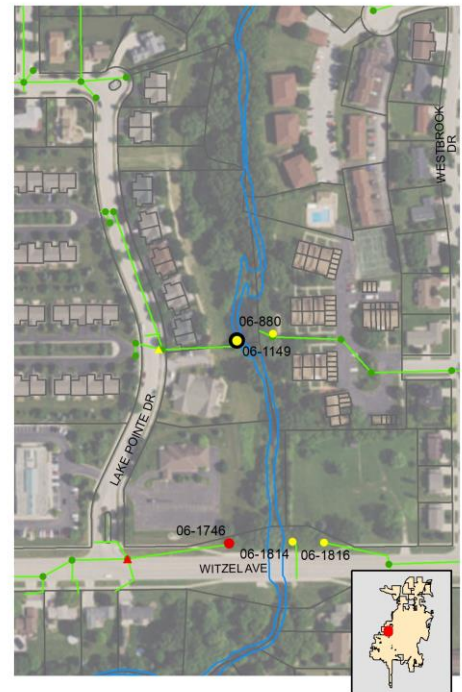 WESTBROOK
DR
06-880
06-1149
LAKE POINTE DR.
06-1746
06-1814
06-1816
WITZEL AVE